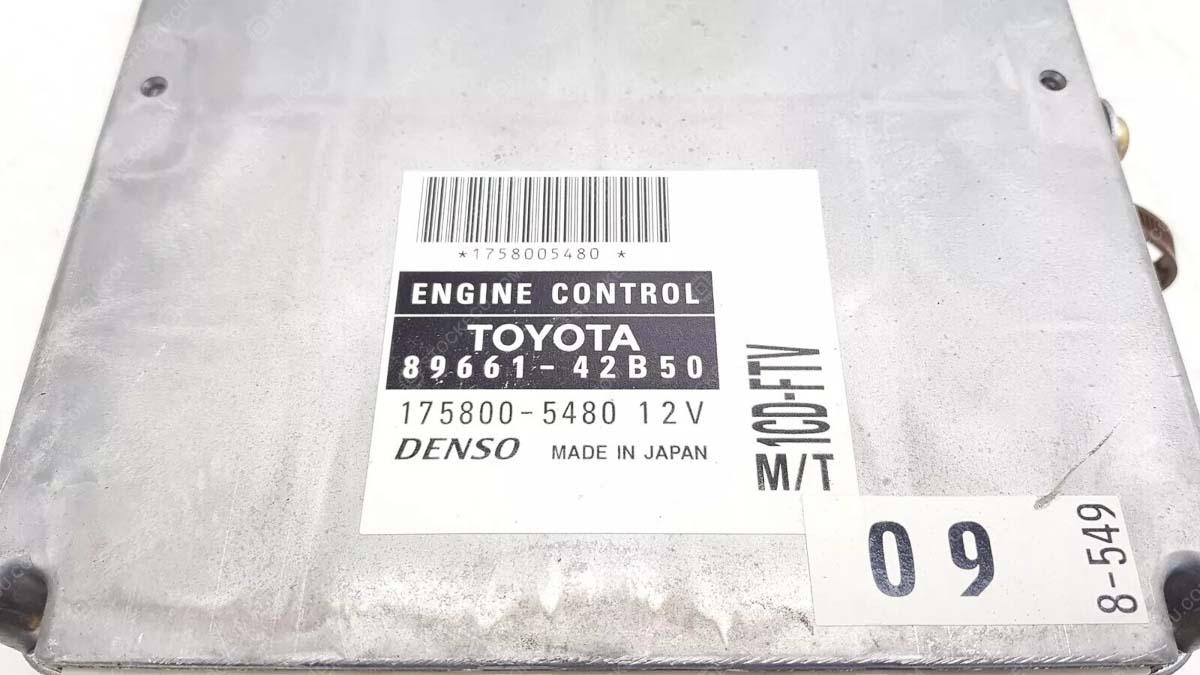 *1758005480 *
ENGINE CONTROL
TOYOTA
89661-42B50
175800-5480 12V
DENSO MADE IN JAPAN
1CD-FTV
M/T
09
8-549